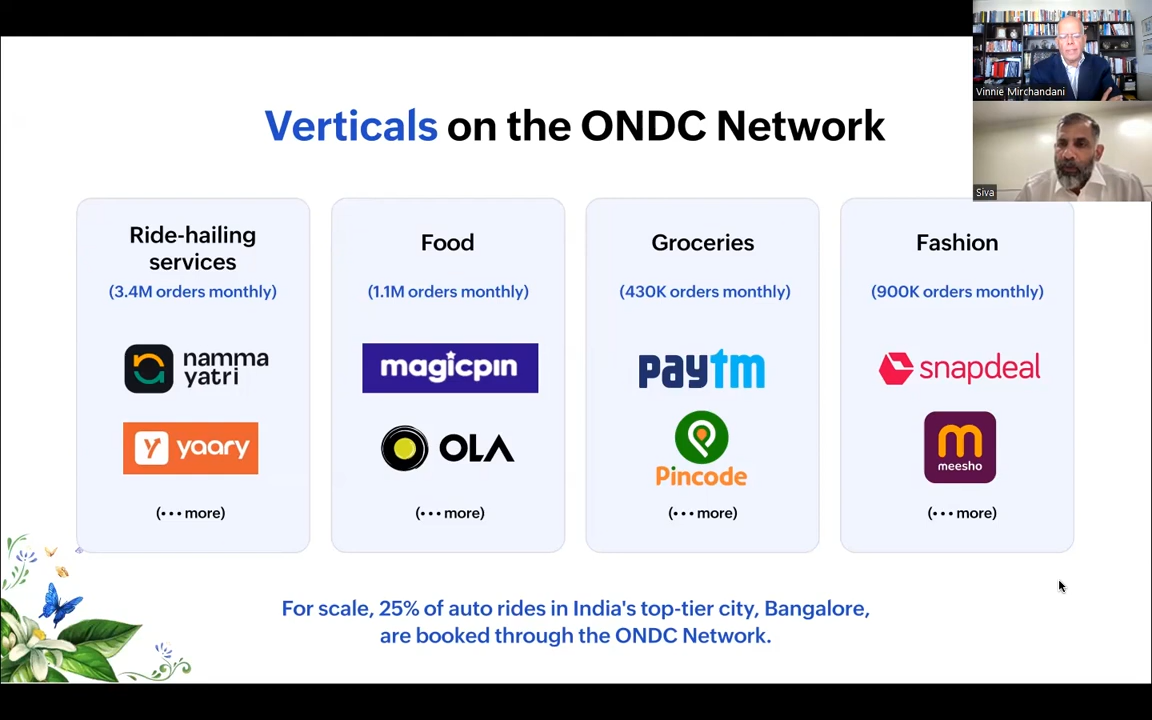 Vinnie Mirchandani
Siva
Verticals on the ONDC Network
Ride-hailing
services
(3.4M orders monthly)
namma
yatri
yaary
(•••more)
Food
(1.1M orders monthly)
magicpin
OLA
(•••more)
Groceries
(430K orders monthly)
paytm
Pincode
(•••more)
Fashion
(900K orders monthly)
snapdeal
meesho
(•••more)
For scale, 25% of auto rides in India's top-tier city, Bangalore,
are booked through the ONDC Network.